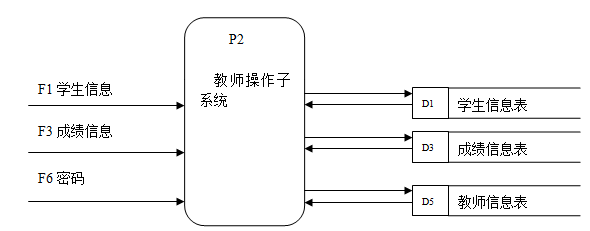 P2
教师操作子
系统
F1 学生信息
F3 成绩信息
F6 密码
D1 学生信息表
D3 成绩信息表
D5 教师信息表